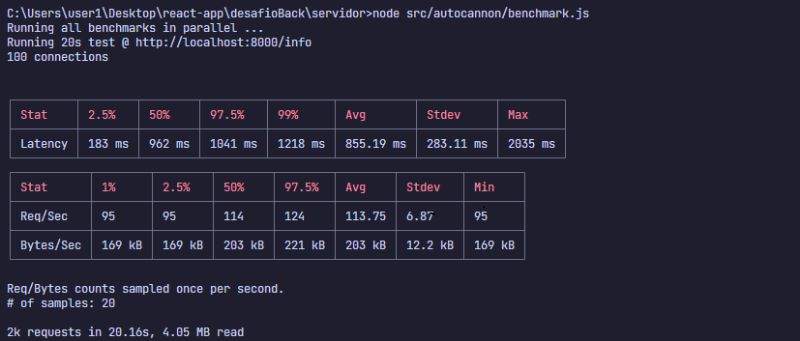 C:\Users\user1\Desktop\react-app\desafioBack\servidor>node src/autocannon/benchmark.js
Running all benchmarks in parallel ...
Running 20s test @ http://localhost:8000/info
100 connections
Stat 2.5% 50% 97.5% 99% Avg Stdev Max
Latency 183 ms 962 ms 1041 ms 1218 ms 855.19 ms 283.11 ms 2035 ms
Stat 1% 2.5% 50% 97.5% Avg Stdev Min
Req/Sec 95 95 114 124 113.75 6.87 95
Bytes/Sec 169 kB 169 kB 203 kB 221 kB 203 kB 12.2 kB 169 kB
Req/Bytes counts sampled once per second.
# of samples: 20
2k requests in 20.16s, 4.05 MB read